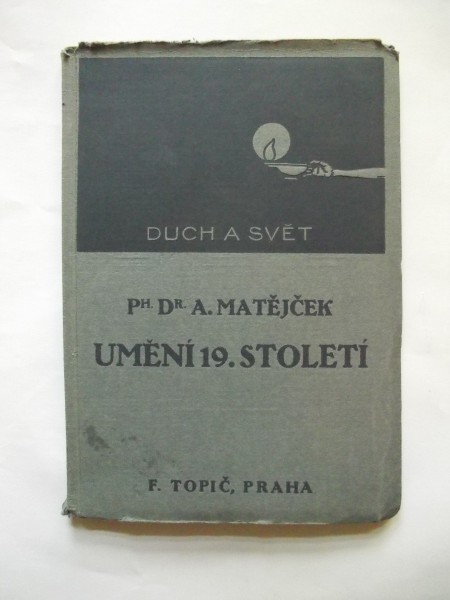 DUCH A SVĚT
PH. DR. A. MATĚJČEK
UMĚNÍ 19. STOLETÍ
F. TOPIČ, PRAHA